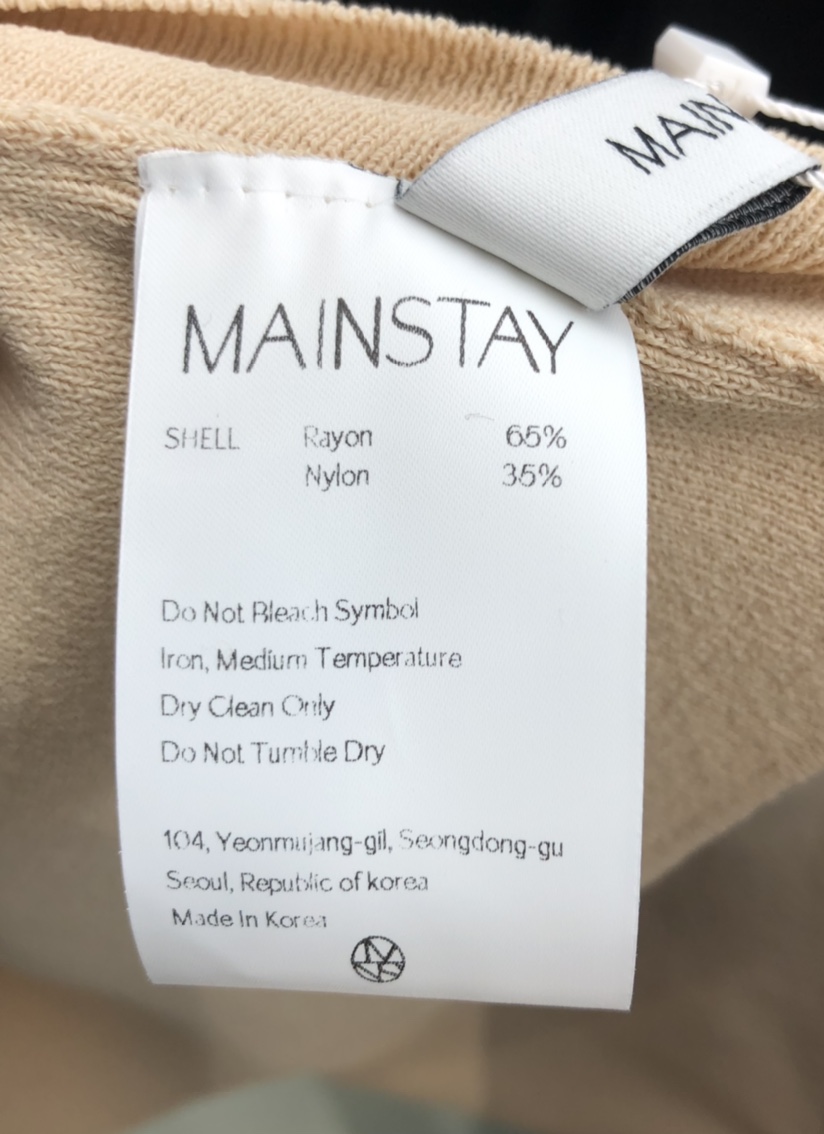 MAIN
MAINSTAY
SHELL Rayon 65%
Nylon 35%
Do Not Bleach Symbol
Iron, Medium Temperature
Dry Clean Only
Do Not Tumble Dry
104, Yeonmujang-gil, Seongdong-gu
Seoul, Republic of korea
Made In Korea